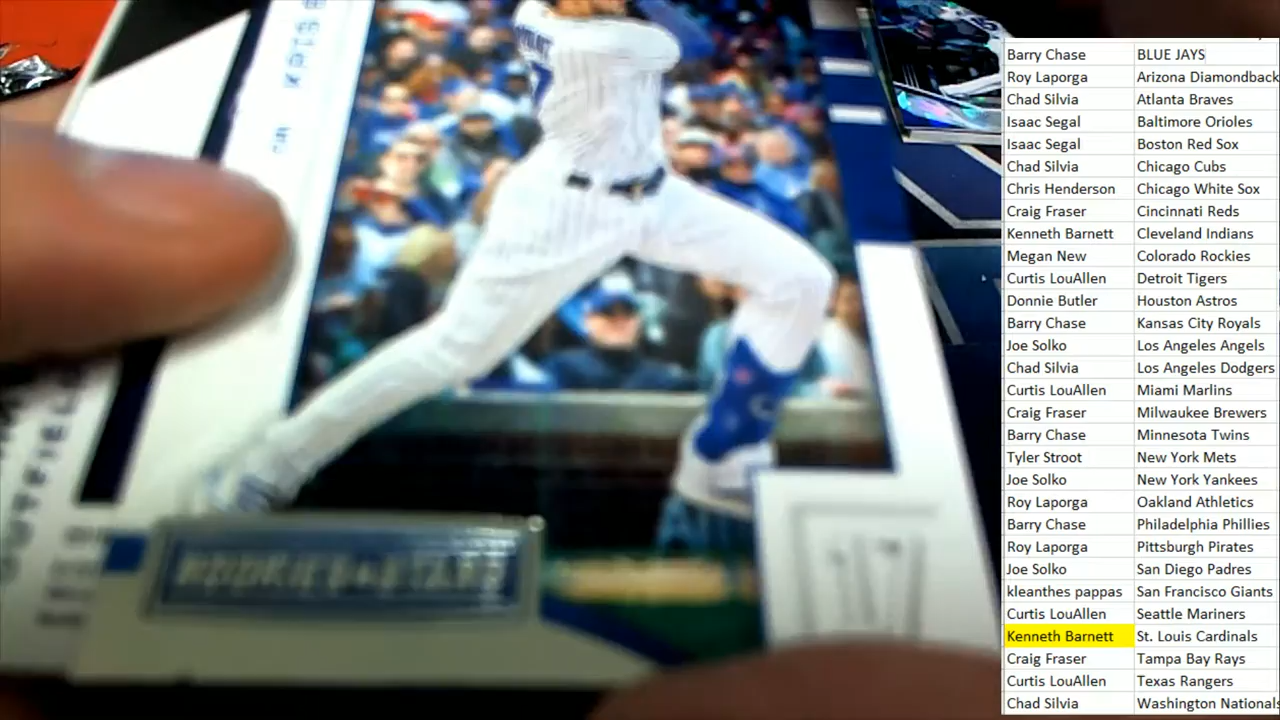 Barry Chase BLUE JAYS
Roy Laporga Arizona Diamondback
Chad Silvia Atlanta Braves
Isaac Segal Baltimore Orioles
Isaac Segal Boston Red Sox
Chad Silvia Chicago Cubs
Chris Henderson Chicago White Sox
Craig Fraser Cincinnati Reds
Kenneth Barnett Cleveland Indians
Megan New Colorado Rockies
Curtis LouAllen Detroit Tigers
Donnie Butler Houston Astros
Barry Chase Kansas City Royals
Joe Solko Los Angeles Angels
Chad Silvia Los Angeles Dodgers
Curtis LouAllen Miami Marlins
Craig Fraser Milwaukee Brewers
Barry Chase Minnesota Twins
Tyler Stroot New York Mets
Joe Solko New York Yankees
Roy Laporga Oakland Athletics
Barry Chase Philadelphia Phillies
Roy Laporga Pittsburgh Pirates
Joe Solko San Diego Padres
kleanthes pappas San Francisco Giants
Curtis LouAllen Seattle Mariners
Kenneth Barnett St. Louis Cardinals
Craig Fraser Tampa Bay Rays
Curtis LouAllen Texas Rangers
Chad Silvia Washington Nationals